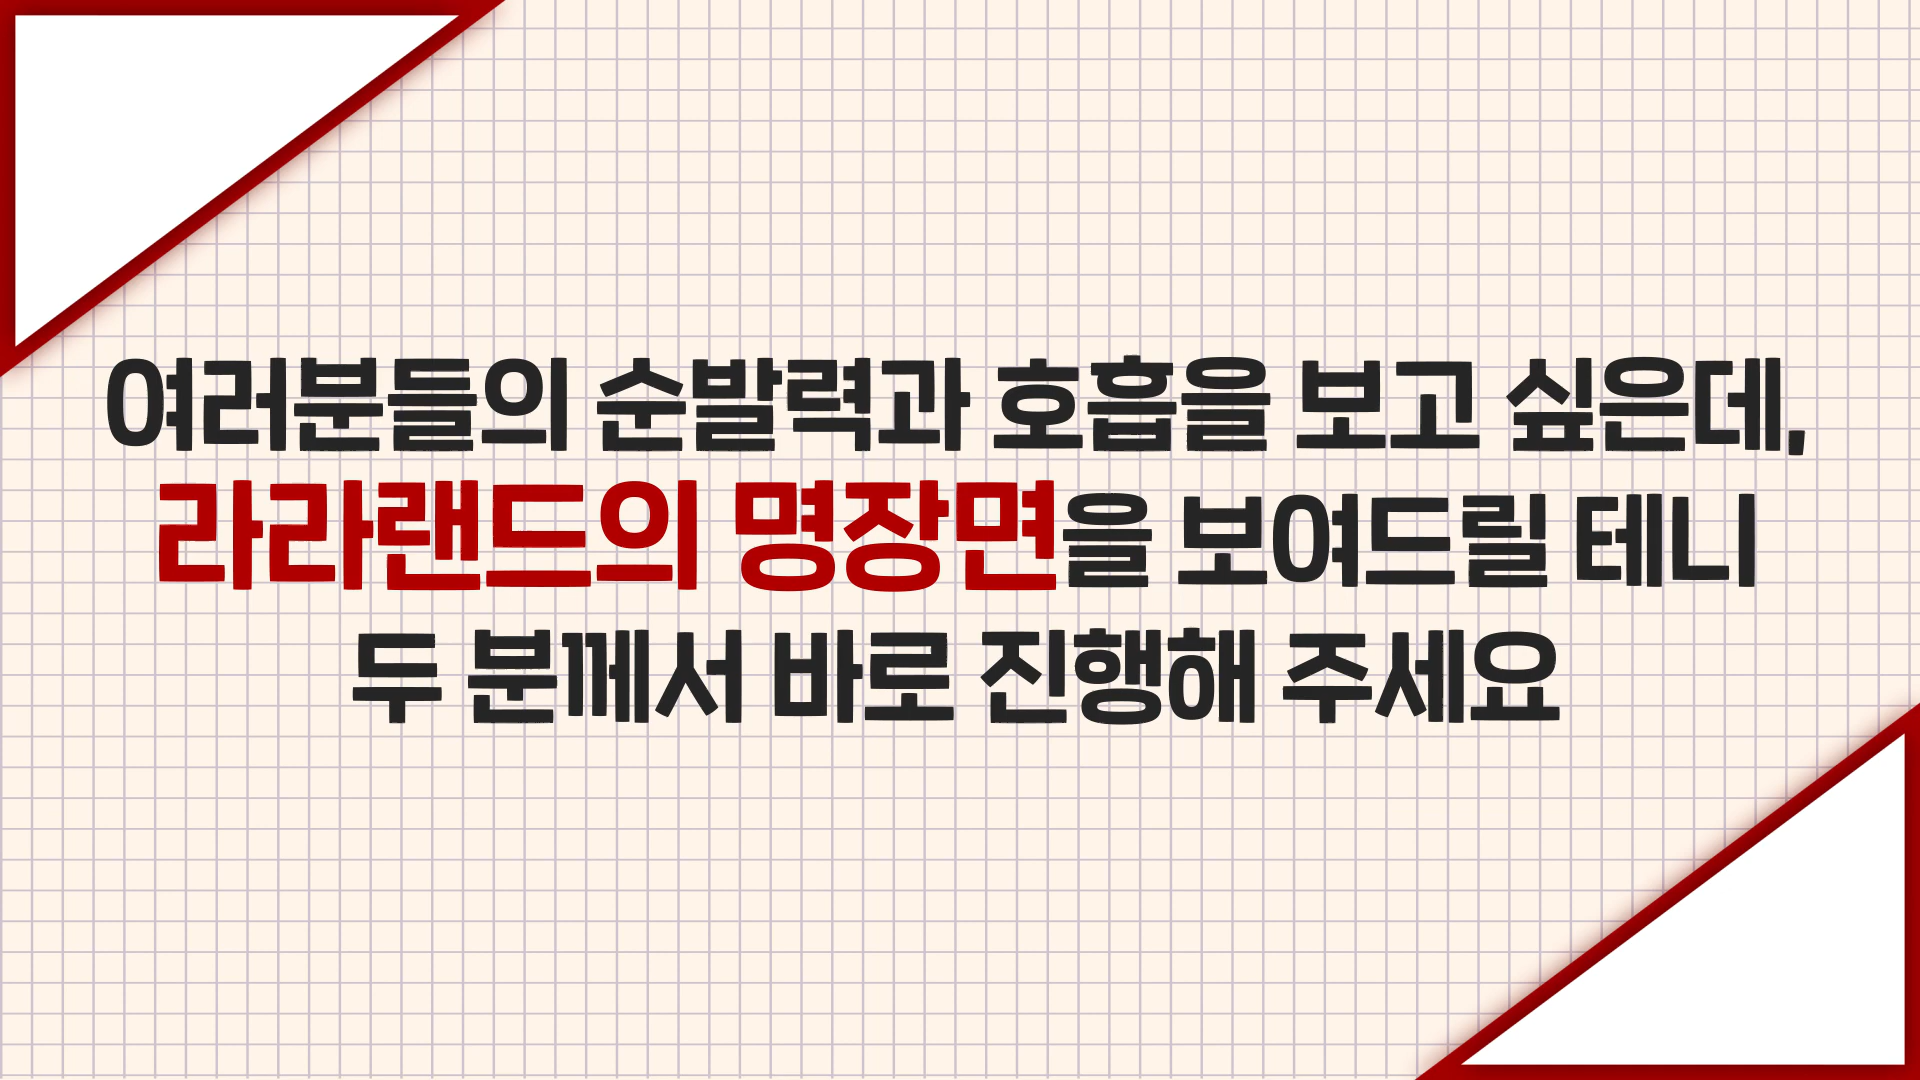 여러분들의 순발력과 호흡을 보고 싶은데,
라라랜드의 명장면을 보여드릴 테니
두 분께서 바로 진행해 주세요